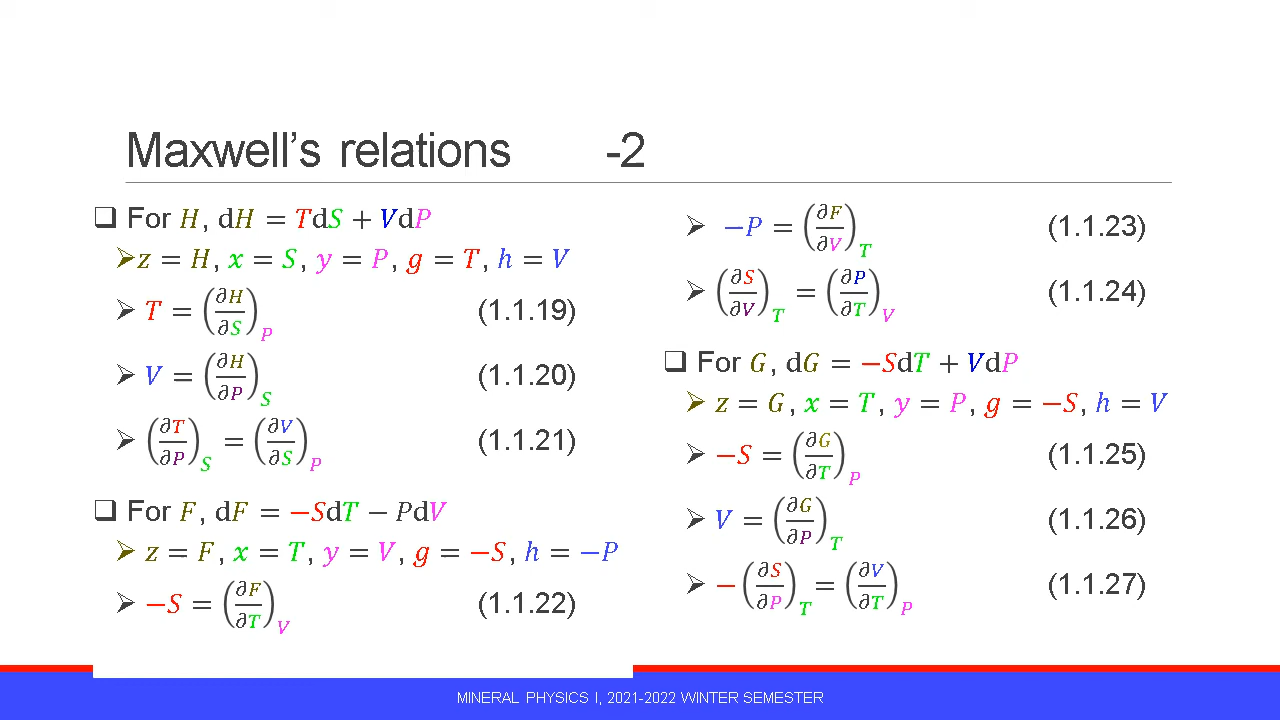 Maxwell's relations -2
❑ For H, dH = TdS + VdP
➢ z = H, x = S, y = P, g = T, h = V
➢ T = (∂H/∂S)_P (1.1.19)
➢ V = (∂H/∂P)_S (1.1.20)
➢ (∂T/∂P)_S = (∂V/∂S)_P (1.1.21)
❑ For F, dF = −SdT − PdV
➢ z = F, x = T, y = V, g = −S, h = −P
➢ −S = (∂F/∂T)_V (1.1.22)
➢ −P = (∂F/∂V)_T (1.1.23)
➢ (∂S/∂V)_T = (∂P/∂T)_V (1.1.24)
❑ For G, dG = −SdT + VdP
➢ z = G, x = T, y = P, g = −S, h = V
➢ −S = (∂G/∂T)_P (1.1.25)
➢ V = (∂G/∂P)_T (1.1.26)
➢ −(∂S/∂P)_T = (∂V/∂T)_P (1.1.27)
MINERAL PHYSICS I, 2021-2022 WINTER SEMESTER